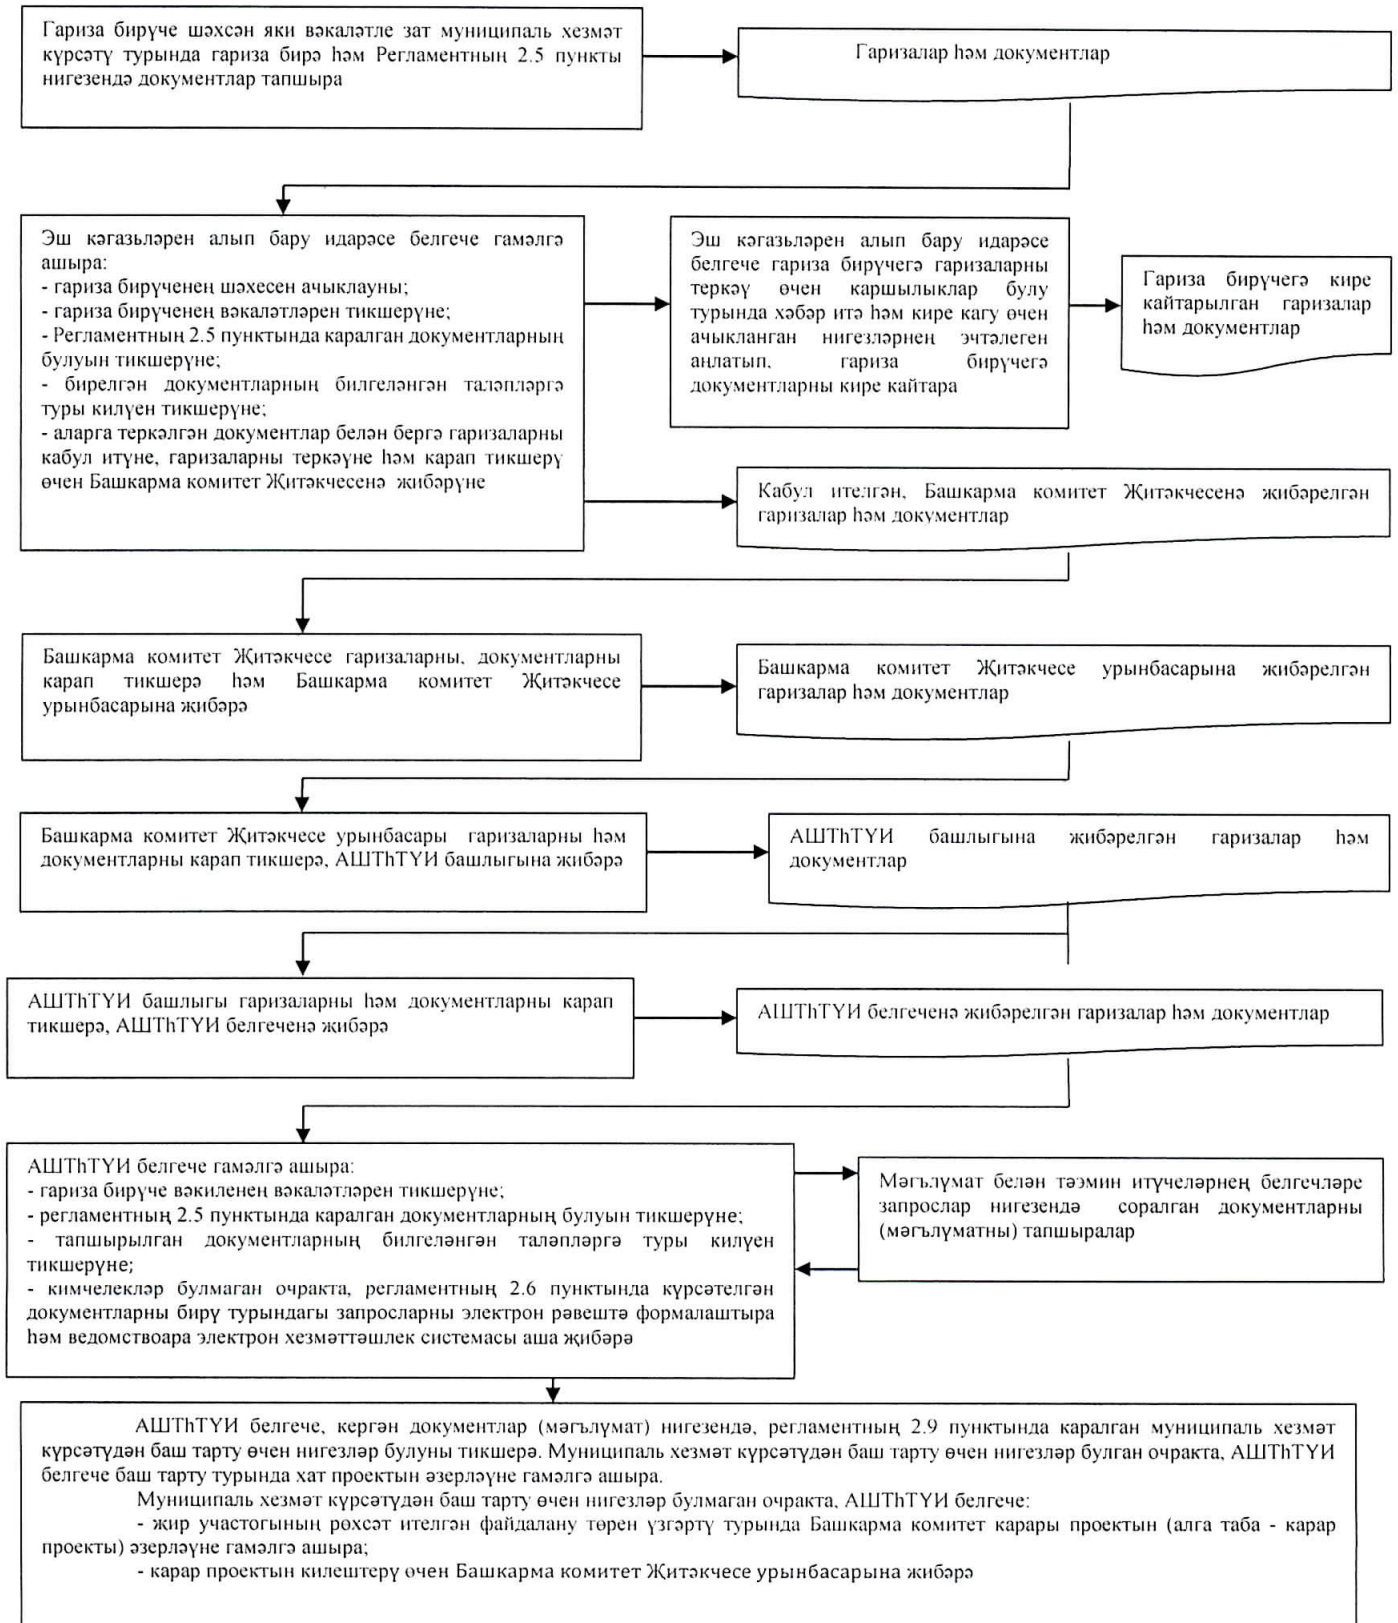 Гариза бирүче шәхсән яки вәкаләтле зат муниципаль хезмәт
күрсәтү турында гариза бирә һәм Регламентның 2.5 пункты
нигезендә документлар тапшыра
Гаризалар һәм документлар
Эш кәгазьләрен алып бару идарәсе белгече гамәлгә
ашыра:
- гариза бирүченең шәхесен ачыклауны;
- гариза бирүченең вәкаләтләрен тикшерүне;
- Регламентның 2.5 пунктында каралган документларның
булуын тикшерүне;
- бирелгән документларның билгеләнгән таләпләргә
туры килүен тикшерүне;
- аларга теркәлгән документлар белән бергә гаризаларны
кабул итүне, гаризаларны теркәүне һәм карап тикшерү
өчен Башкарма комитет Җитәкчесенә җибәрүне
Эш кәгазьләрен алып бару идарәсе
белгече гариза бирүчегә гаризаларны
теркәү өчен каршылыклар булу
турында хәбәр итә һәм кире кагу өчен
ачыкланган нигезләрнең эчтәлеген
аңлатып, гариза бирүчегә
документларны кире кайтара
Гариза бирүчегә кире
кайтарылган гаризалар
һәм документлар
Кабул ителгән, Башкарма комитет Җитәкчесенә җибәрелгән
гаризалар һәм документлар
Башкарма комитет Җитәкчесе гаризаларны, документларны
карап тикшерә һәм Башкарма комитет Җитәкчесе
урынбасарына җибәрә
Башкарма комитет Җитәкчесе урынбасарына җибәрелгән
гаризалар һәм документлар
Башкарма комитет Җитәкчесе урынбасары гаризаларны һәм
документларны карап тикшерә, АШТһТҮИ башлыгына җибәрә
АШТһТҮИ башлыгына җибәрелгән гаризалар һәм
документлар
АШТһТҮИ башлыгы гаризаларны һәм документларны карап
тикшерә, АШТһТҮИ белгеченә җибәрә
АШТһТҮИ белгеченә җибәрелгән гаризалар һәм документлар
АШТһТҮИ белгече гамәлгә ашыра:
- гариза бирүче вәкиленең вәкаләтләрен тикшерүне;
- регламентның 2.5 пунктында каралган документларның булуын тикшерүне;
- тапшырылган документларның билгеләнгән таләпләргә туры килүен
тикшерүне;
- кимчелекләр булмаган очракта, регламентның 2.6 пунктында күрсәтелгән
документларны бирү турындагы запросларны электрон рәвештә формалаштыра
һәм ведомствоара электрон хезмәттәшлек системасы аша җибәрә
Мәгълүмат белән тәэмин итүчеләрнең белгечләре
запрослар нигезендә соралган документларны
(мәгълүматны) тапшыралар
АШТһТҮИ белгече, кергән документлар (мәгълүмат) нигезендә, регламентның 2.9 пунктында каралган муниципаль хезмәт
күрсәтүдән баш тарту өчен нигезләр булуны тикшерә. Муниципаль хезмәт күрсәтүдән баш тарту өчен нигезләр булган очракта, АШТһТҮИ
белгече баш тарту турында хат проектын әзерләүне гамәлгә ашыра.
Муниципаль хезмәт күрсәтүдән баш тарту өчен нигезләр булмаган очракта, АШТһТҮИ белгече:
- җир участогының рөхсәт ителгән файдалану төрен үзгәртү турында Башкарма комитет карары проектын (алга таба - карар
проекты) әзерләүне гамәлгә ашыра;
- карар проектын килештерү өчен Башкарма комитет Җитәкчесе урынбасарына җибәрә